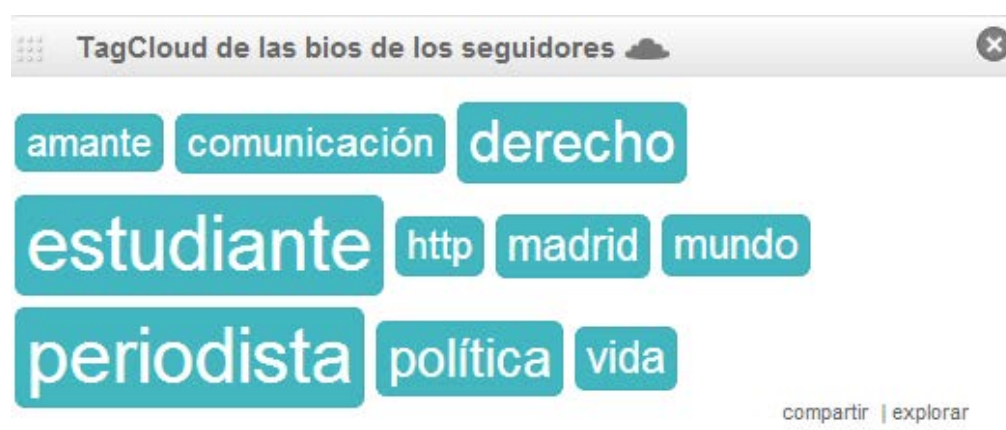 TagCloud de las bios de los seguidores
amante comunicación derecho
estudiante http madrid mundo
periodista política vida
compartir | explorar